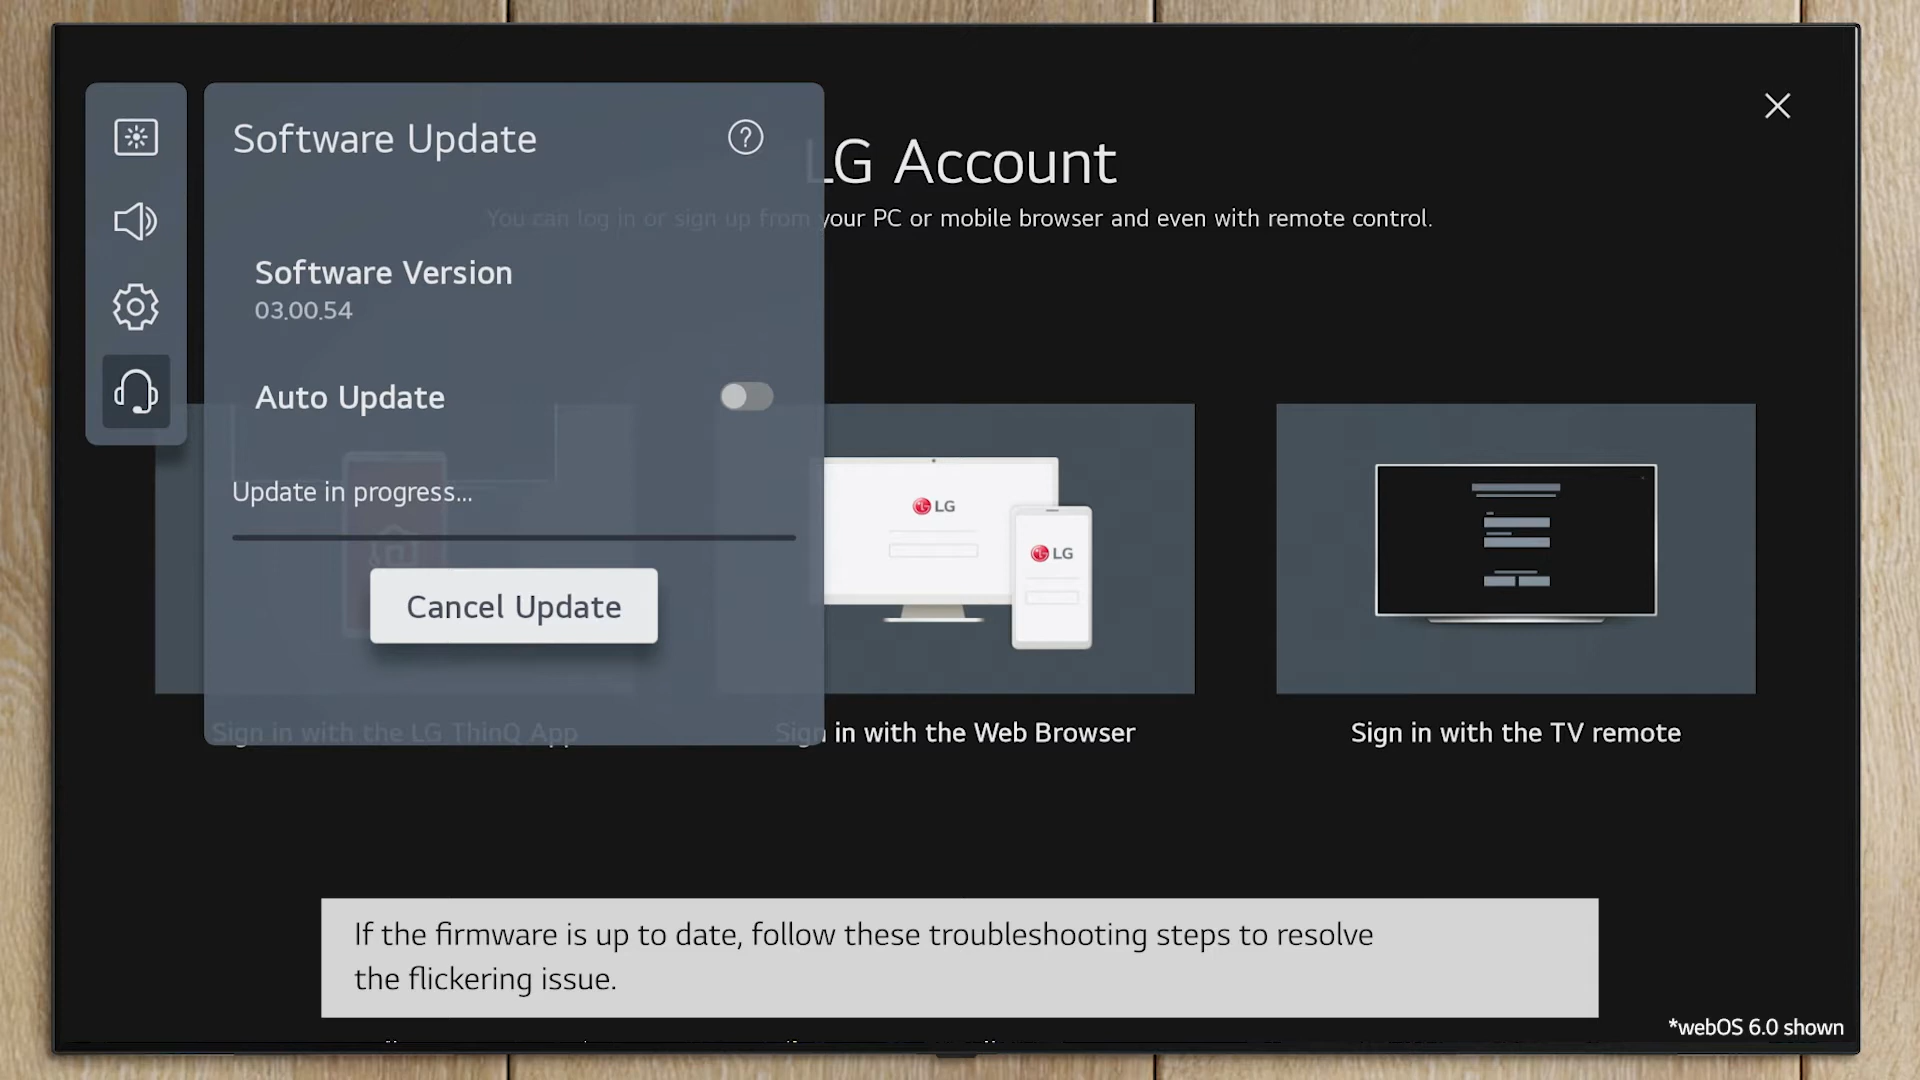 Software Update
?
LG Account
You can log in or sign up from your PC or mobile browser and even with remote control.
Software Version
03.00.54
Auto Update
Update in progress...
Cancel Update
LG
LG
Sign in with the LG ThinQ App
Sign in with the Web Browser
Sign in with the TV remote
If the firmware is up to date, follow these troubleshooting steps to resolve
the flickering issue.
*webOS 6.0 shown